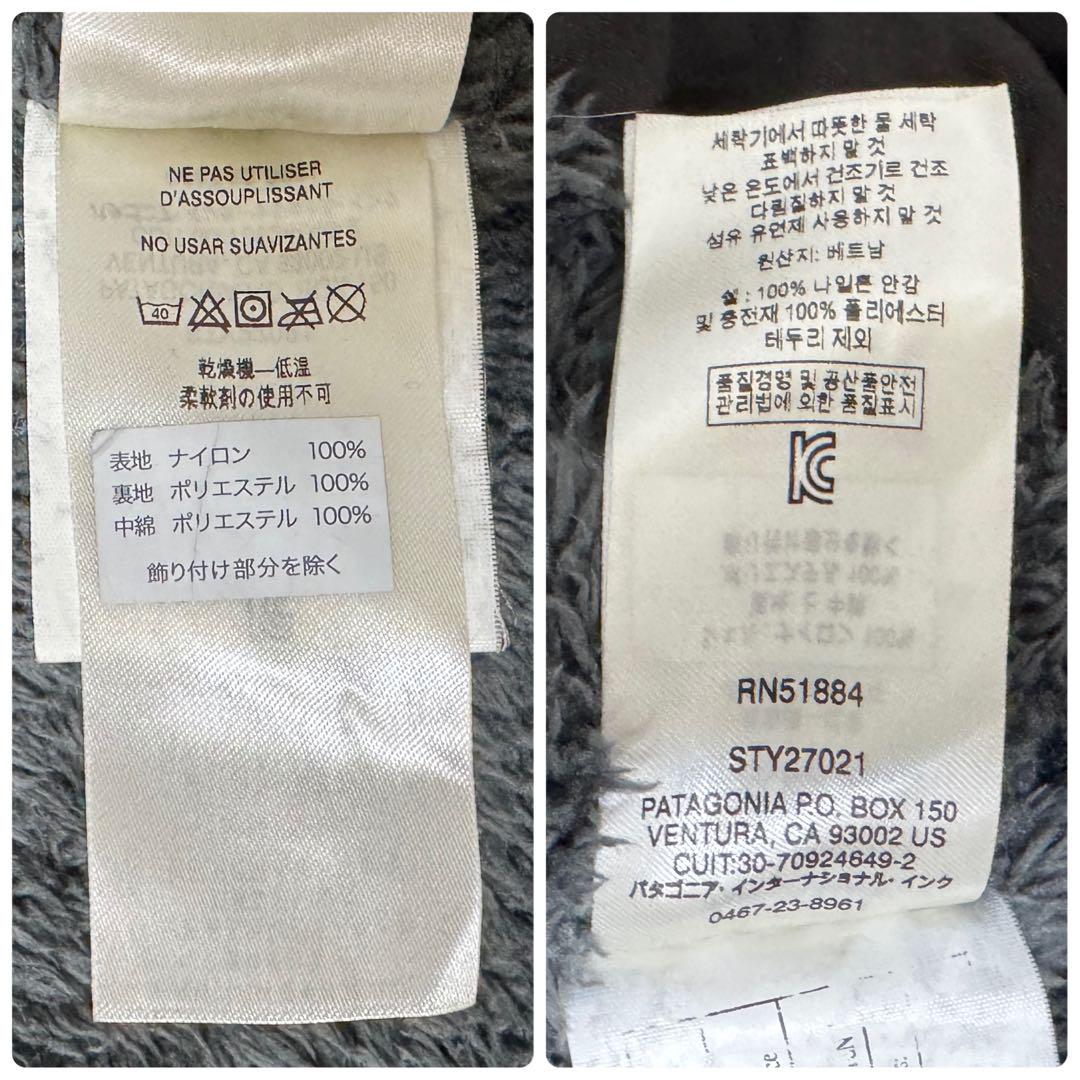 NE PAS UTILISER
D'ASSOUPLISSANT
NO USAR SUAVIZANTES
40
乾燥機—低温
柔軟剤の使用不可
表地 ナイロン 100%
裏地 ポリエステル 100%
中綿 ポリエステル 100%
飾り付け部分を除く
세탁기에서 따뜻한 물 세탁
표백하지 말 것
낮은 온도에서 건조기로 건조
다림질하지 말 것
섬유 유연제 사용하지 말 것
원산지: 베트남
쉘 : 100% 나일론 안감
및 충전재 100% 폴리에스터
테두리 제외
품질경영 및 공산품안전
관리법에 의한 품질표시
RN51884
STY27021
PATAGONIA P.O. BOX 150
VENTURA, CA 93002 US
CUIT:30-70924649-2
パタゴニア・インターナショナル・インク
0467-23-8961